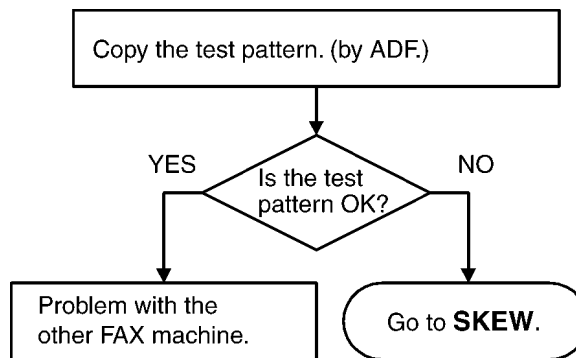 Copy the test pattern. (by ADF.)
YES
NO
Is the test
pattern OK?
Problem with the
other FAX machine.
Go to SKEW.